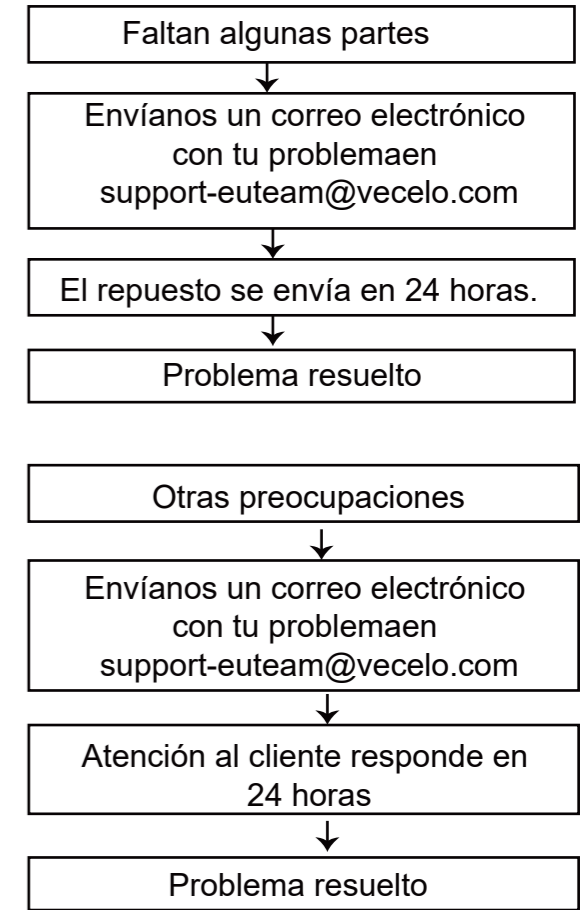 Faltan algunas partes
Envíanos un correo electrónico
con tu problemaen
support-euteam@vecelo.com
El repuesto se envía en 24 horas.
Problema resuelto
Otras preocupaciones
Envíanos un correo electrónico
con tu problemaen
support-euteam@vecelo.com
Atención al cliente responde en
24 horas
Problema resuelto